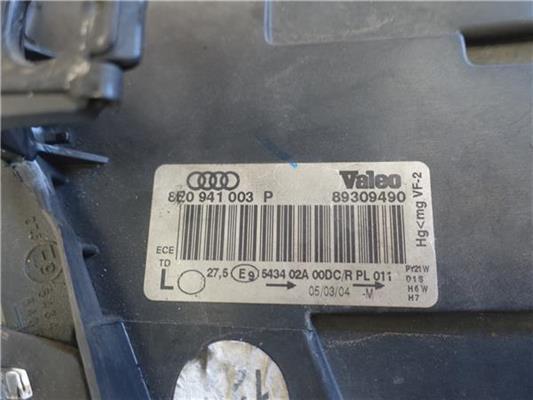 8E0 941 003 P
Valeo
89309490
Hg<mg VF-2
ECE
TD
L
27,5 E9 5434 02A 00DC/R PL 011
05/03/04 -M
PY21W
D1S
H6W
H7